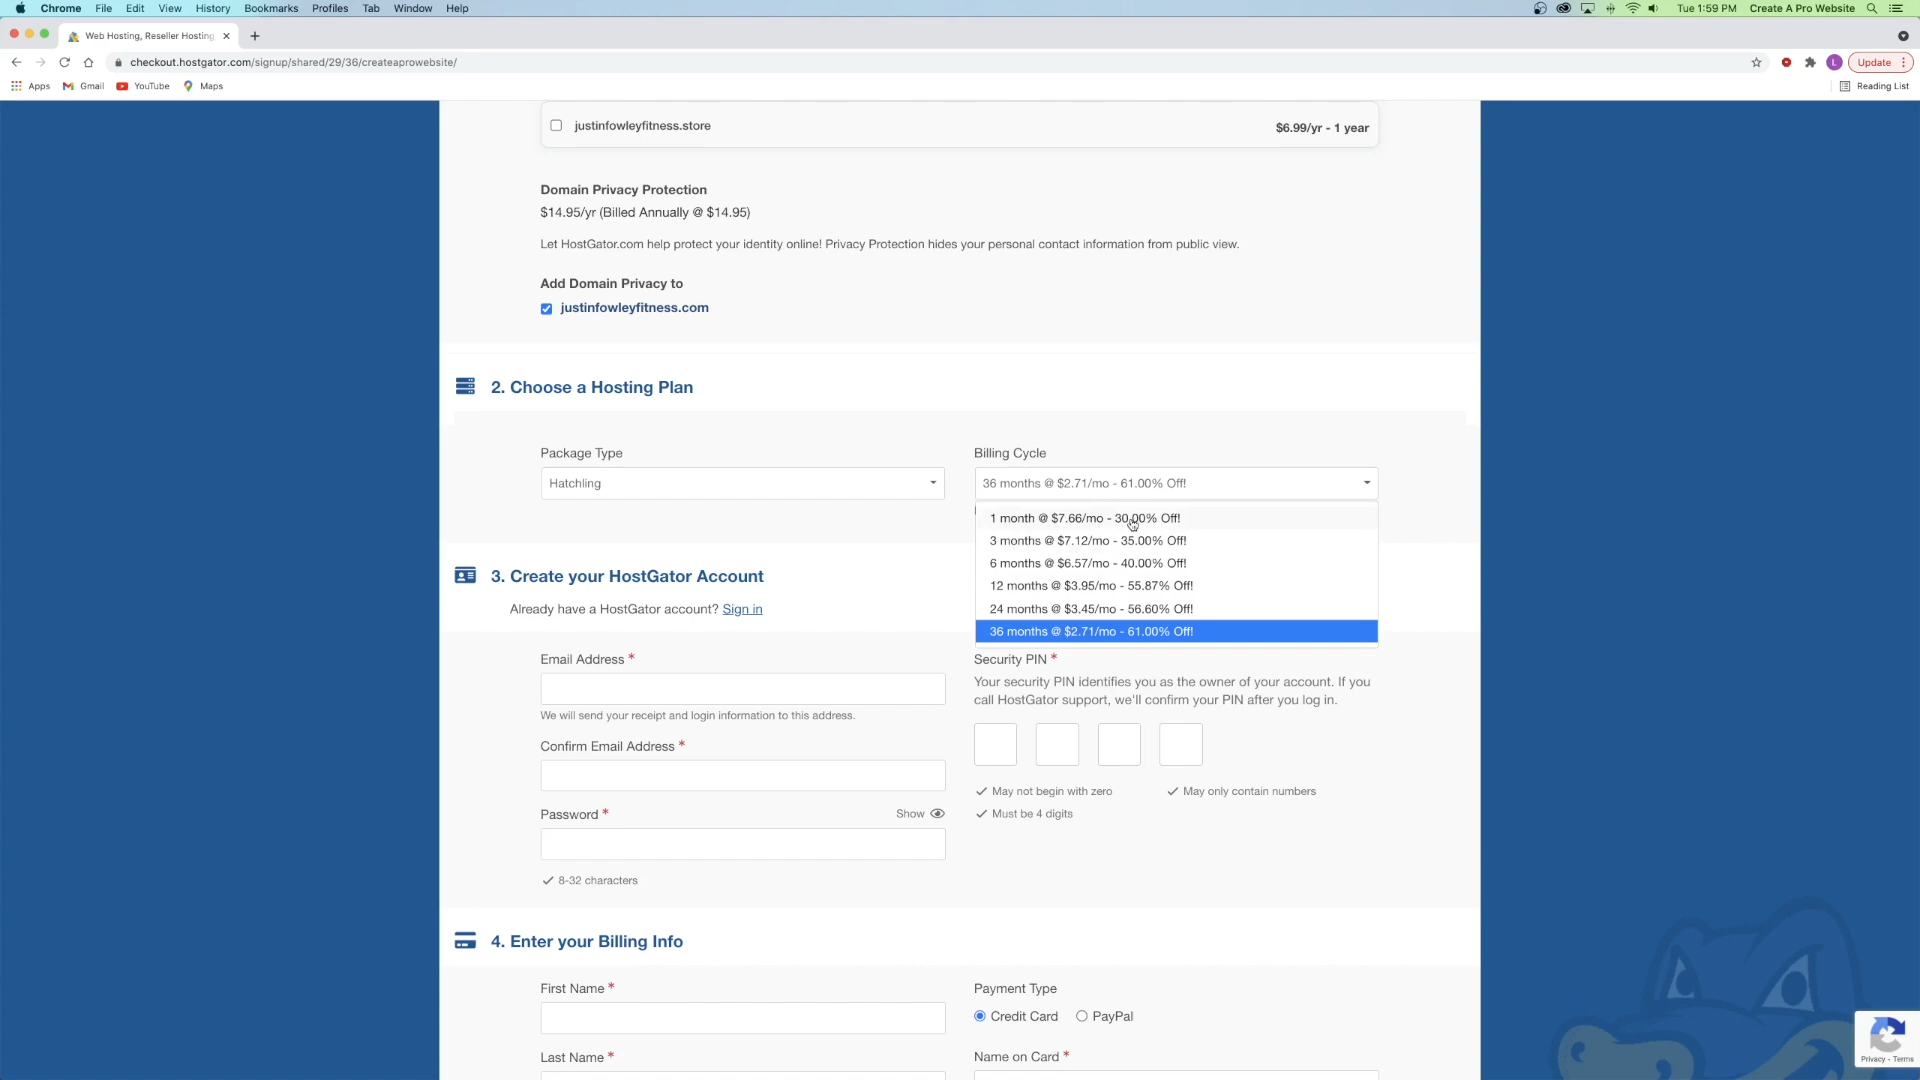 Chrome File Edit View History Bookmarks Profiles Tab Window Help Tue 1:59 PM Create A Pro Website
Web Hosting, Reseller Hosting
checkout.hostgator.com/signup/shared/29/36/createaprowebsite/ L Update
Apps Gmail YouTube Maps Reading List
justinfowleyfitness.store $6.99/yr - 1 year
Domain Privacy Protection
$14.95/yr (Billed Annually @ $14.95)
Let HostGator.com help protect your identity online! Privacy Protection hides your personal contact information from public view.
Add Domain Privacy to
justinfowleyfitness.com
2. Choose a Hosting Plan
Package Type
Hatchling
Billing Cycle
36 months @ $2.71/mo - 61.00% Off!
1 month @ $7.66/mo - 30.00% Off!
3 months @ $7.12/mo - 35.00% Off!
6 months @ $6.57/mo - 40.00% Off!
12 months @ $3.95/mo - 55.87% Off!
24 months @ $3.45/mo - 56.60% Off!
36 months @ $2.71/mo - 61.00% Off!
3. Create your HostGator Account
Already have a HostGator account? Sign in
Email Address *
We will send your receipt and login information to this address.
Confirm Email Address *
Password *
Show
8-32 characters
Security PIN *
Your security PIN identifies you as the owner of your account. If you
call HostGator support, we'll confirm your PIN after you log in.
May not begin with zero
May only contain numbers
Must be 4 digits
4. Enter your Billing Info
First Name *
Last Name *
Payment Type
Credit Card PayPal
Name on Card *
Privacy - Terms